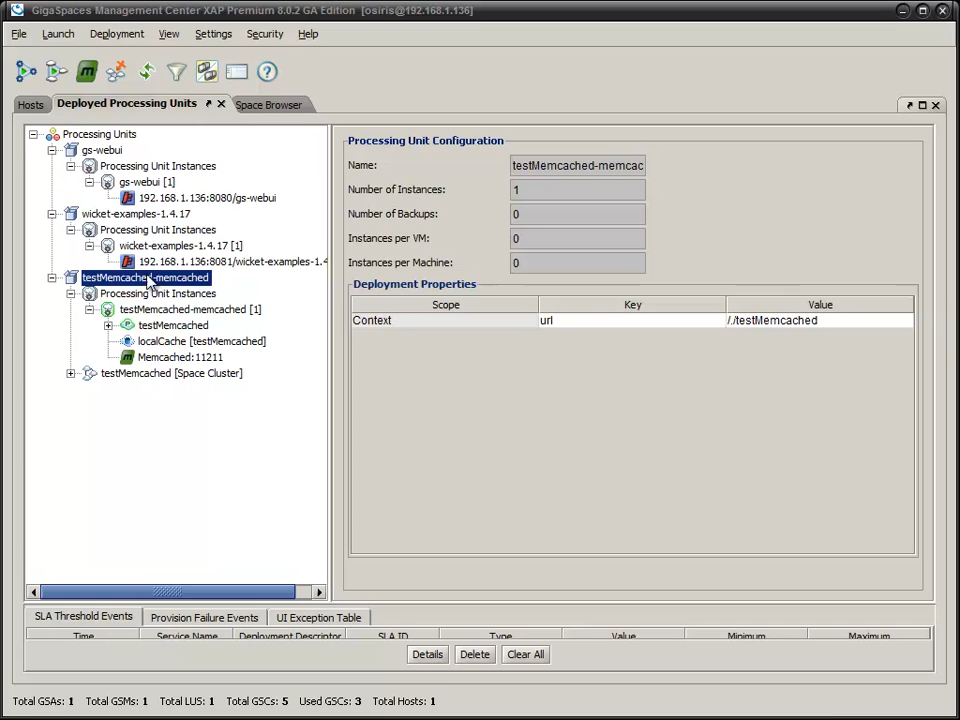 GigaSpaces Management Center XAP Premium 8.0.2 GA Edition [osiris@192.168.1.136]
File Launch Deployment View Settings Security Help
Hosts Deployed Processing Units Space Browser
Processing Units
gs-webui
Processing Unit Instances
gs-webui [1]
192.168.1.136:8080/gs-webui
wicket-examples-1.4.17
Processing Unit Instances
wicket-examples-1.4.17 [1]
192.168.1.136:8081/wicket-examples-1.4
testMemcached-memcached
Processing Unit Instances
testMemcached-memcached [1]
testMemcached
localCache [testMemcached]
Memcached:11211
testMemcached [Space Cluster]
Processing Unit Configuration
Name: testMemcached-memcac
Number of Instances: 1
Number of Backups: 0
Instances per VM: 0
Instances per Machine: 0
Deployment Properties
Scope Key Value
Context url /./testMemcached
SLA Threshold Events Provision Failure Events UI Exception Table
Time Service Name Deployment Descriptor SLA ID Type Value Minimum Maximum
Details Delete Clear All
Total GSAs: 1 Total GSMs: 1 Total LUS: 1 Total GSCs: 5 Used GSCs: 3 Total Hosts: 1